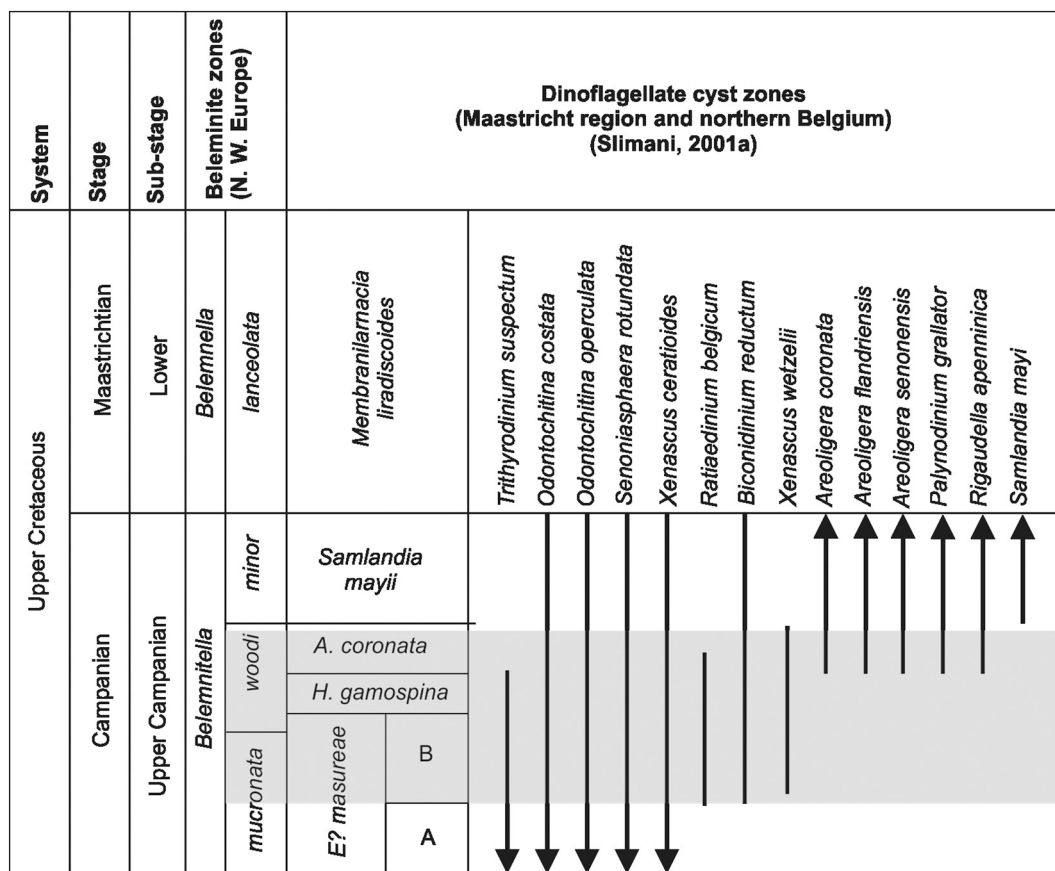 System
Stage
Sub-stage
Beleminite zones
(N. W. Europe)
Dinoflagellate cyst zones
(Maastricht region and northern Belgium)
(Slimani, 2001a)
Upper Cretaceous
Maastrichtian
Lower
Belemnella
lanceolata
Membranilarnacia
liradiscoides
Trithyrodinium suspectum
Odontochitina costata
Odontochitina operculata
Senoniasphaera rotundata
Xenascus ceratioides
Ratiaedinium belgicum
Biconidinium reductum
Xenascus wetzelii
Areoligera coronata
Areoligera flandriensis
Areoligera senonensis
Palynodinium grallator
Rigaudella apenninica
Samlandia mayi
Campanian
Upper Campanian
Belemnitella
minor
Samlandia
mayii
woodi
A. coronata
H. gamospina
mucronata
E? masureae
B
A